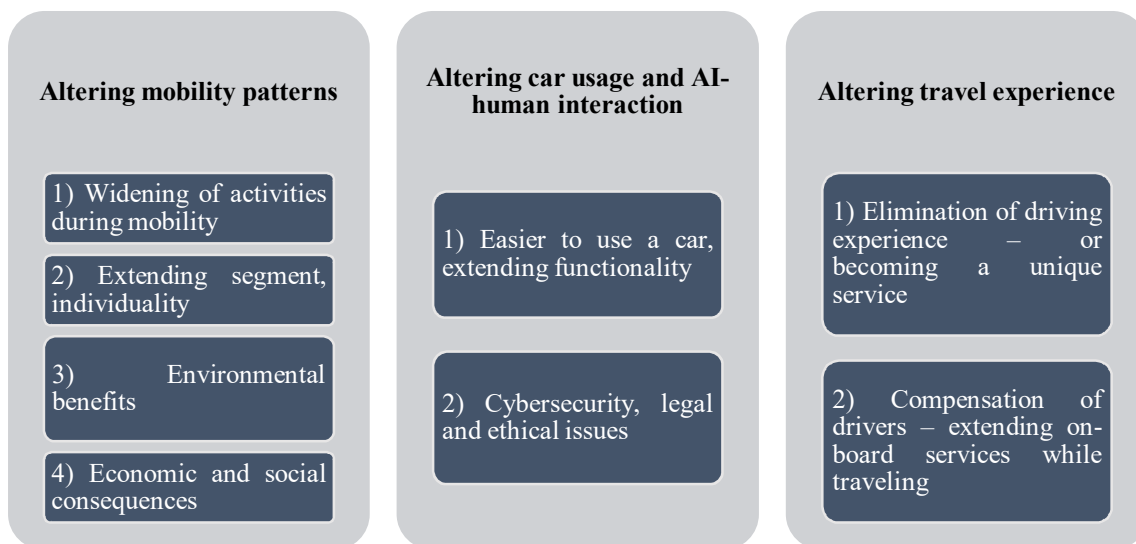 Altering mobility patterns
1) Widening of activities
during mobility
2) Extending segment,
individuality
3) Environmental
benefits
4) Economic and social
consequences
Altering car usage and AI-
human interaction
1) Easier to use a car,
extending functionality
2) Cybersecurity, legal
and ethical issues
Altering travel experience
1) Elimination of driving
experience – or
becoming a unique
service
2) Compensation of
drivers – extending on-
board services while
traveling